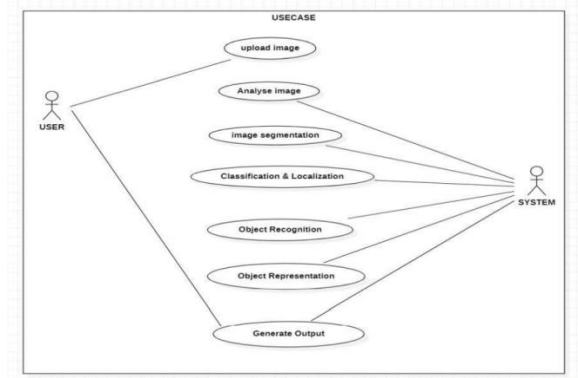 USECASE
upload image
Analyse image
USER
image segmentation
Classification & Localization
SYSTEM
Object Recognition
Object Representation
Generate Output